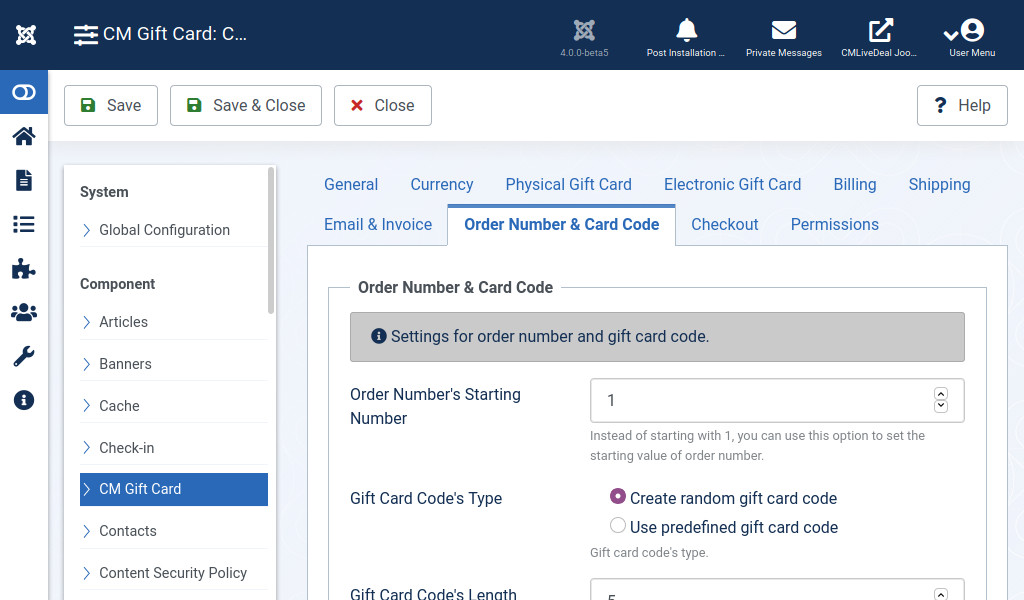 CM Gift Card: C...
4.0.0-beta5
Post Installation ...
Private Messages
CMLiveDeal Joo...
User Menu
Save
Save & Close
Close
Help
System
Global Configuration
Component
Articles
Banners
Cache
Check-in
CM Gift Card
Contacts
Content Security Policy
General
Currency
Physical Gift Card
Electronic Gift Card
Billing
Shipping
Email & Invoice
Order Number & Card Code
Checkout
Permissions
Order Number & Card Code
Settings for order number and gift card code.
Order Number's Starting
Number
1
Instead of starting with 1, you can use this option to set the
starting value of order number.
Gift Card Code's Type
Create random gift card code
Use predefined gift card code
Gift card code's type.
Gift Card Code's Length
5